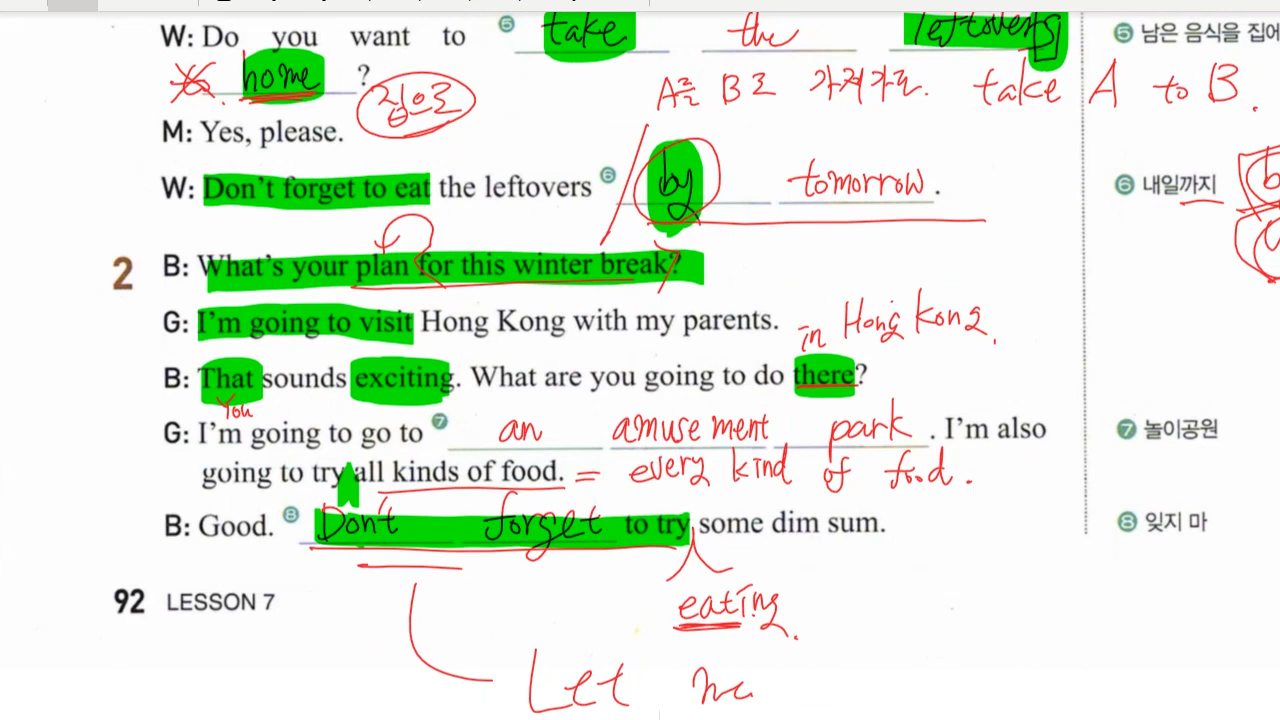 W: Do you want to ⑤ take the leftovers ⑤ 남은 음식을 집에
home ? 집으로 A를 B로 가져가다. take A to B.
M: Yes, please.
W: Don't forget to eat the leftovers ⑥ by tomorrow. ⑥ 내일까지
2 B: What's your plan for this winter break?
G: I'm going to visit Hong Kong with my parents. in Hong Kong.
B: That sounds exciting. What are you going to do there?
You
G: I'm going to go to ⑦ an amusement park. I'm also ⑦ 놀이공원
going to try all kinds of food. = every kind of food.
B: Good. ⑧ Don't forget to try some dim sum. ⑧ 잊지 마
92 LESSON 7
eating.
Let me